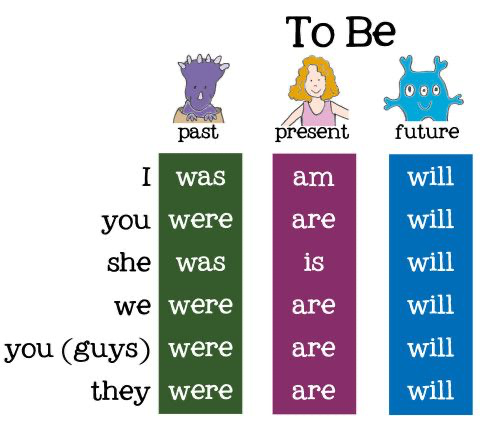 To Be
past present future
I was am will
you were are will
she was is will
we were are will
you (guys) were are will
they were are will